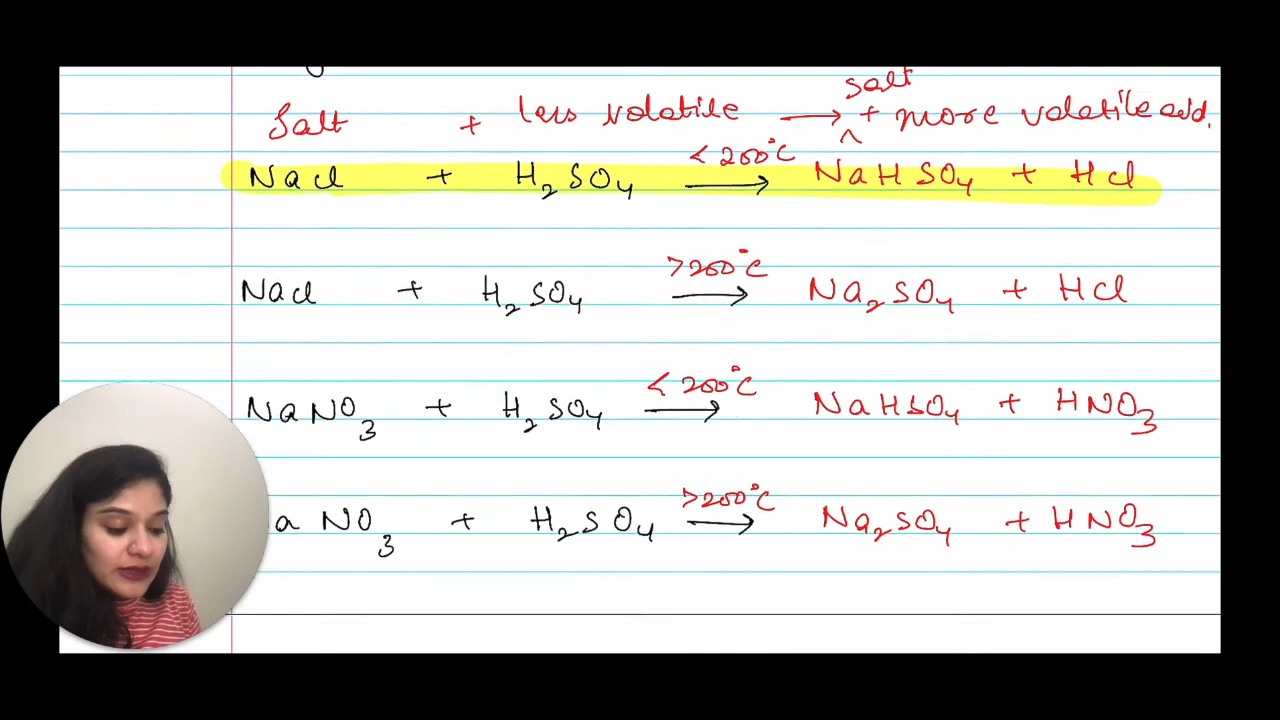 salt
Salt + less volatile ⟶ + more volatile acid.
^
< 200°C
NaCl + H₂SO₄ ⟶ NaHSO₄ + HCl
>200°C
NaCl + H₂SO₄ ⟶ Na₂SO₄ + HCl
< 200°C
NaNO₃ + H₂SO₄ ⟶ NaHSO₄ + HNO₃
>200°C
a NO₃ + H₂SO₄ ⟶ Na₂SO₄ + HNO₃